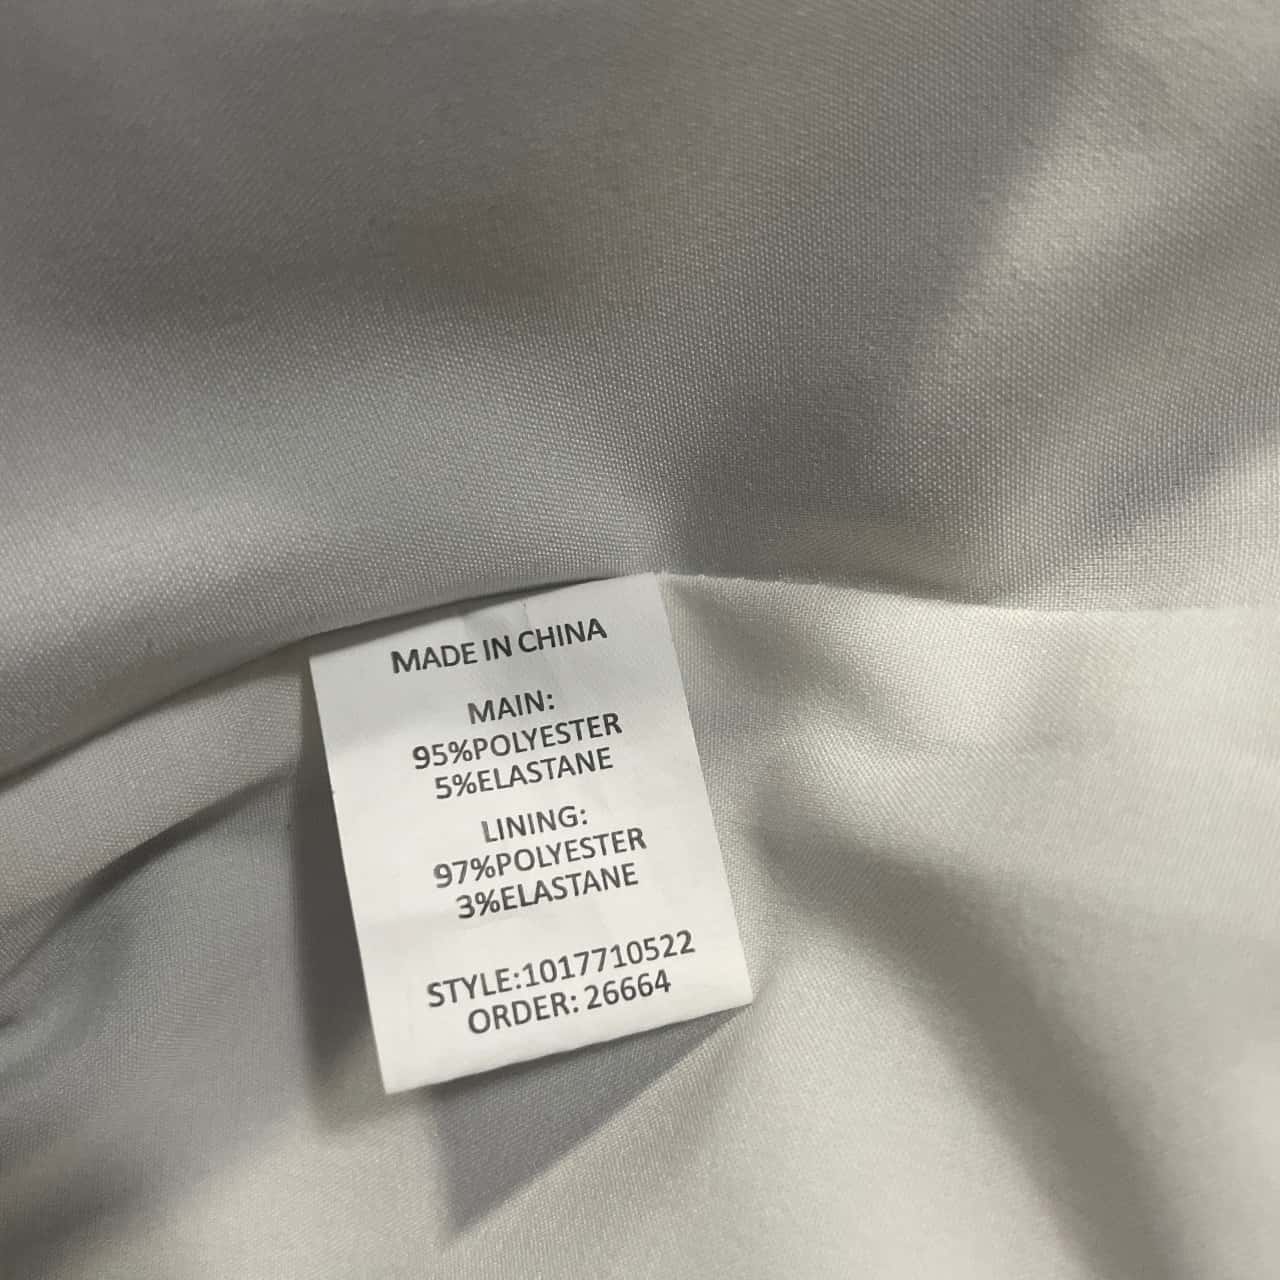 MADE IN CHINA
MAIN:
95%POLYESTER
5%ELASTANE
LINING:
97%POLYESTER
3%ELASTANE
STYLE:1017710522
ORDER: 26664